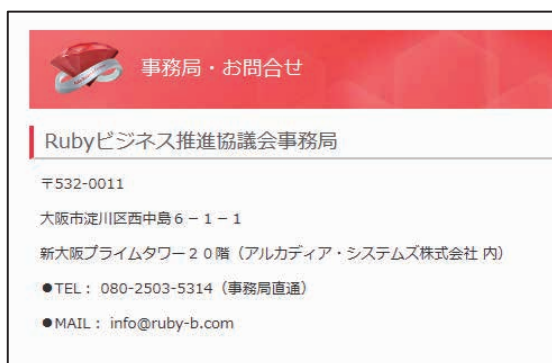 事務局・お問合せ
Rubyビジネス推進協議会事務局
〒532-0011
大阪市淀川区西中島６－１－１
新大阪プライムタワー２０階（アルカディア・システムズ株式会社 内）
●TEL： 080-2503-5314（事務局直通）
●MAIL： info@ruby-b.com